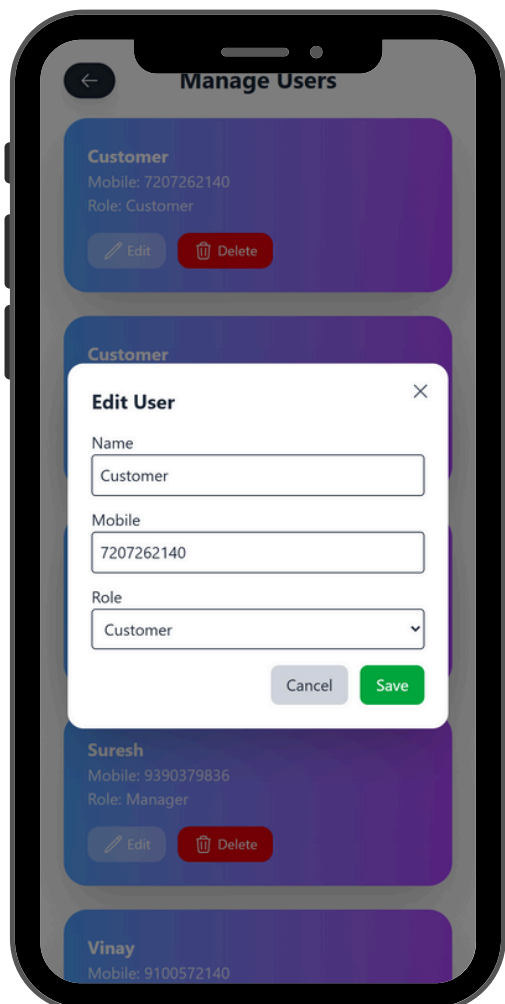 Manage Users
Customer
Mobile: 7207262140
Role: Customer
Edit
Delete
Customer
Edit User
Name
Customer
Mobile
7207262140
Role
Customer
Cancel
Save
Suresh
Mobile: 9390379836
Role: Manager
Edit
Delete
Vinay
Mobile: 9100572140